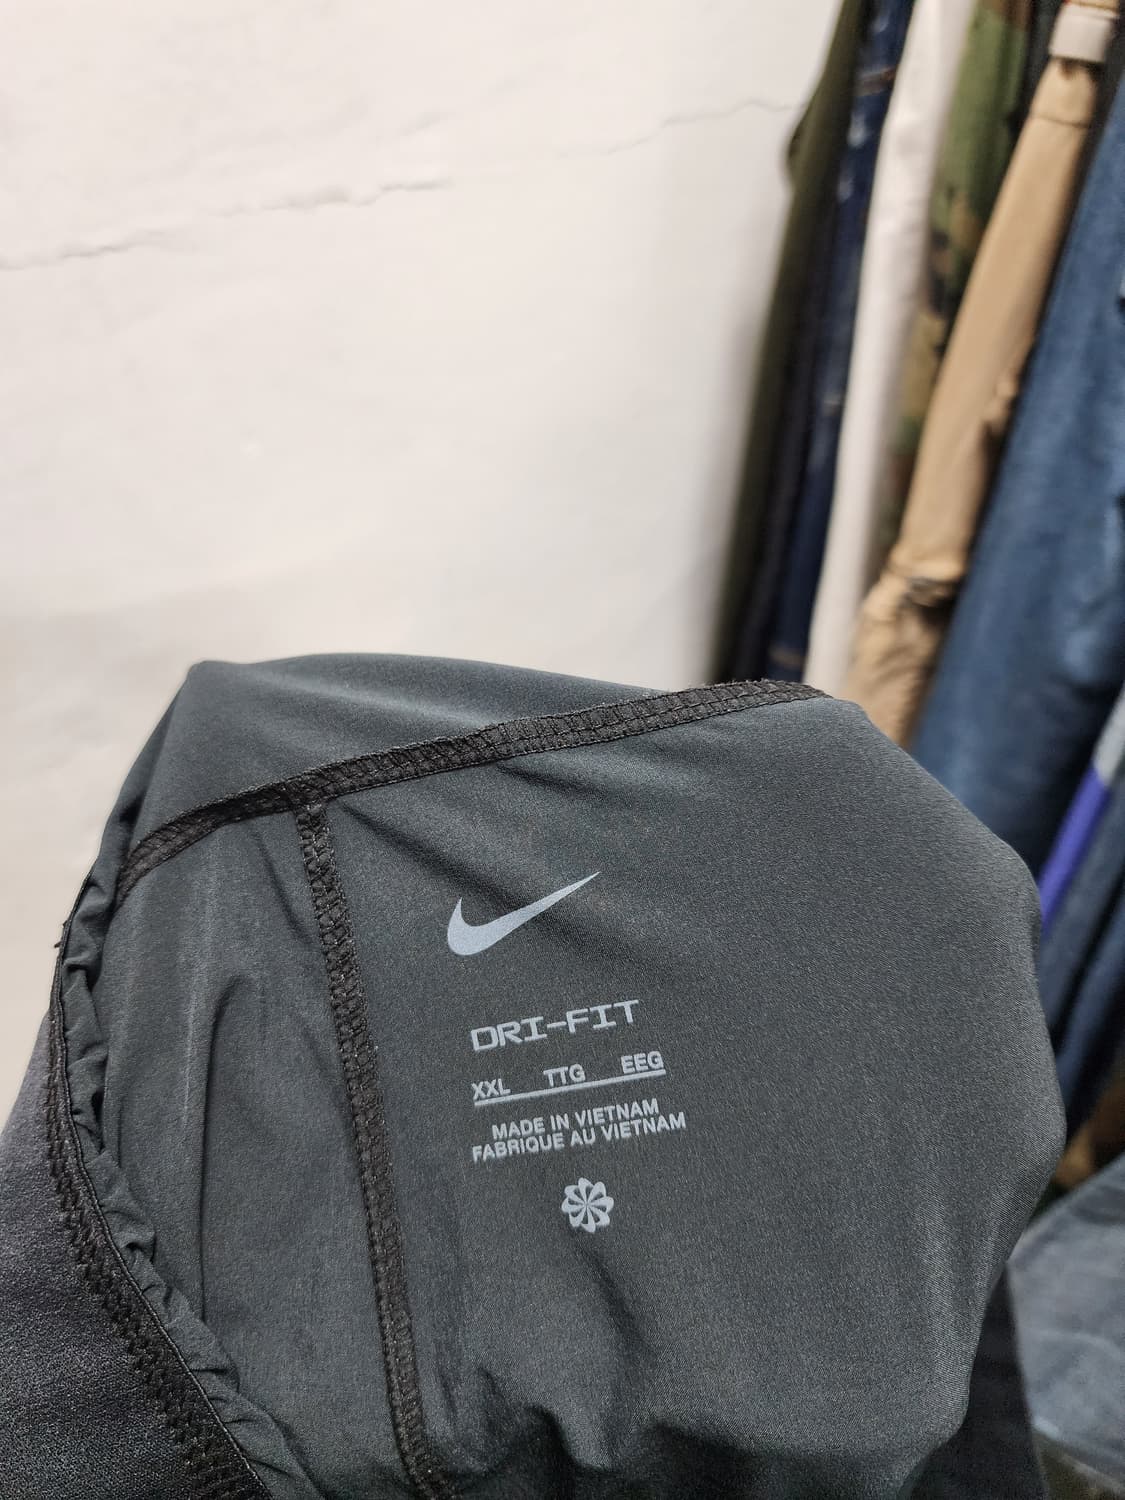 DRI-FIT
XXL TTG EEG
MADE IN VIETNAM
FABRIQUE AU VIETNAM